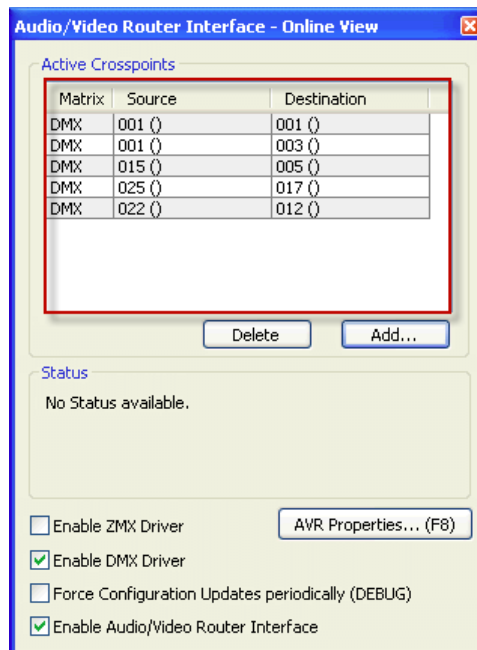 Audio/Video Router Interface - Online View
Active Crosspoints
Matrix Source Destination
DMX 001 () 001 ()
DMX 001 () 003 ()
DMX 015 () 005 ()
DMX 025 () 017 ()
DMX 022 () 012 ()
Delete Add...
Status
No Status available.
Enable ZMX Driver AVR Properties... (F8)
Enable DMX Driver
Force Configuration Updates periodically (DEBUG)
Enable Audio/Video Router Interface